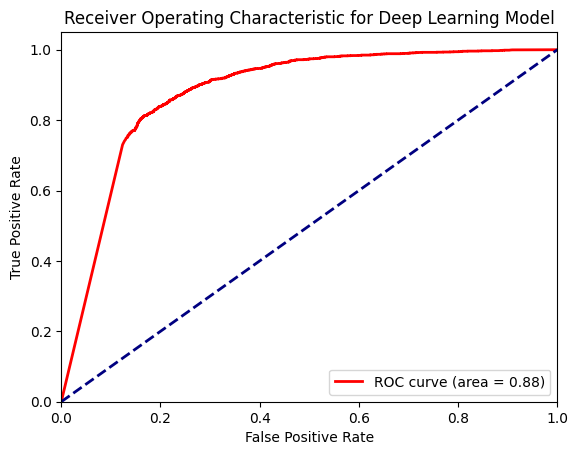 Receiver Operating Characteristic for Deep Learning Model
True Positive Rate
1.0
0.8
0.6
0.4
0.2
0.0
0.0 0.2 0.4 0.6 0.8 1.0
False Positive Rate
ROC curve (area = 0.88)